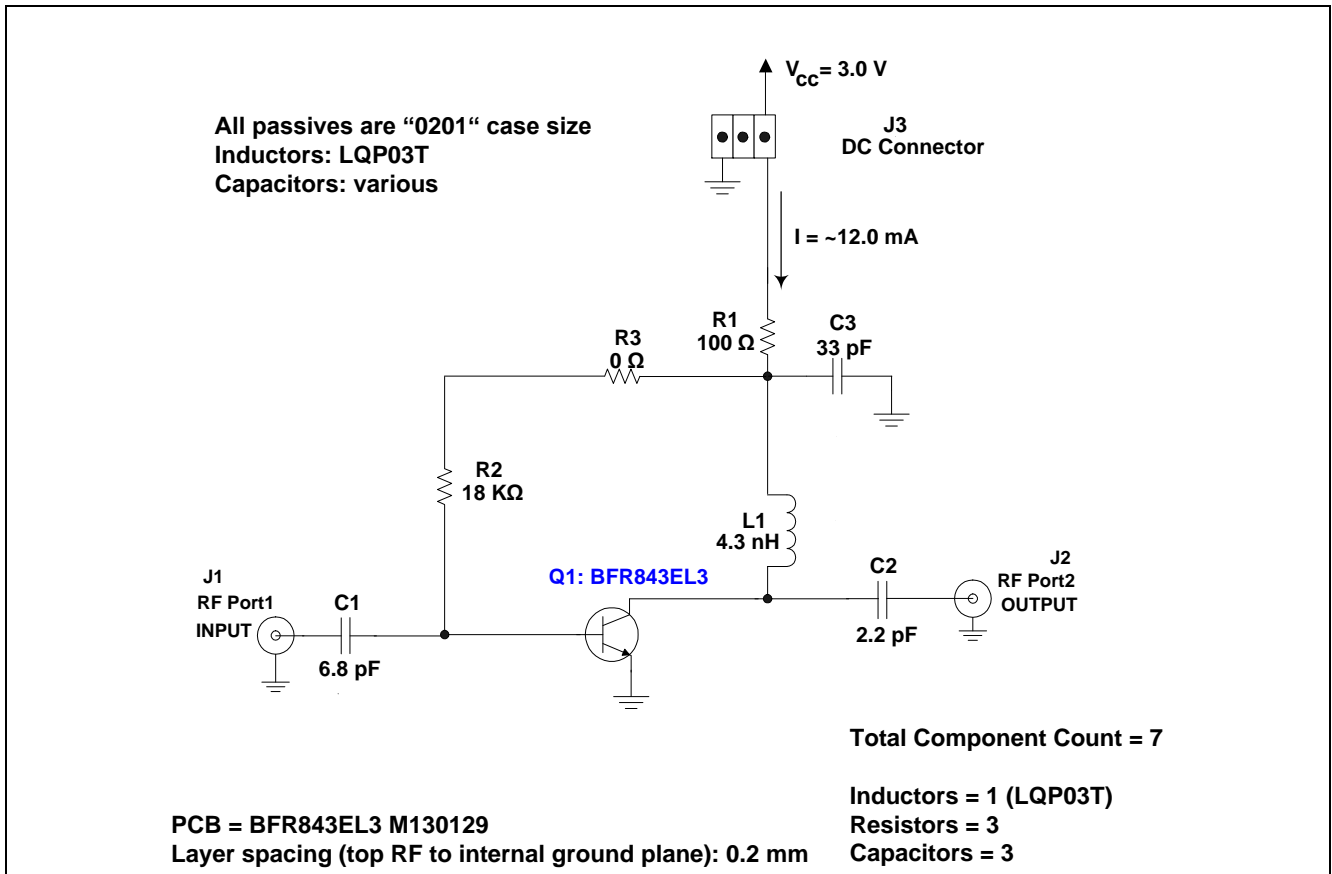 VCC= 3.0 V
All passives are “0201“ case size
Inductors: LQP03T
Capacitors: various
J3
DC Connector
I = ~12.0 mA
R1
100 Ω
C3
33 pF
R3
0 Ω
R2
18 KΩ
L1
4.3 nH
Q1: BFR843EL3
J1
RF Port1
INPUT
C1
6.8 pF
C2
2.2 pF
J2
RF Port2
OUTPUT
Total Component Count = 7
Inductors = 1 (LQP03T)
Resistors = 3
Capacitors = 3
PCB = BFR843EL3 M130129
Layer spacing (top RF to internal ground plane): 0.2 mm